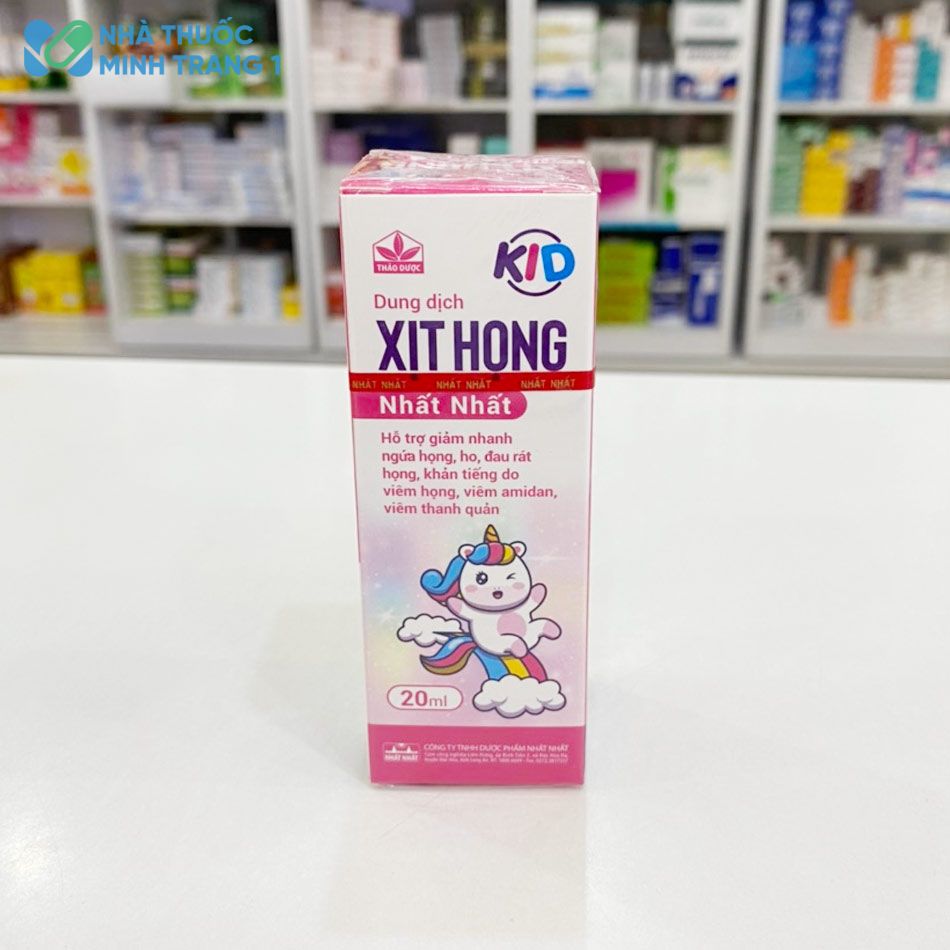 NHÀ THUỐC
MINH TRANG 1
THẢO DƯỢC
KID
Dung dịch
XỊT HỌNG
NHẤT NHẤT NHẤT NHẤT NHẤT NHẤT
Nhất Nhất
Hỗ trợ giảm nhanh
ngứa họng, ho, đau rát
họng, khản tiếng do
viêm họng, viêm amidan,
viêm thanh quản
20ml
NHẤT NHẤT
CÔNG TY TNHH DƯỢC PHẨM NHẤT NHẤT